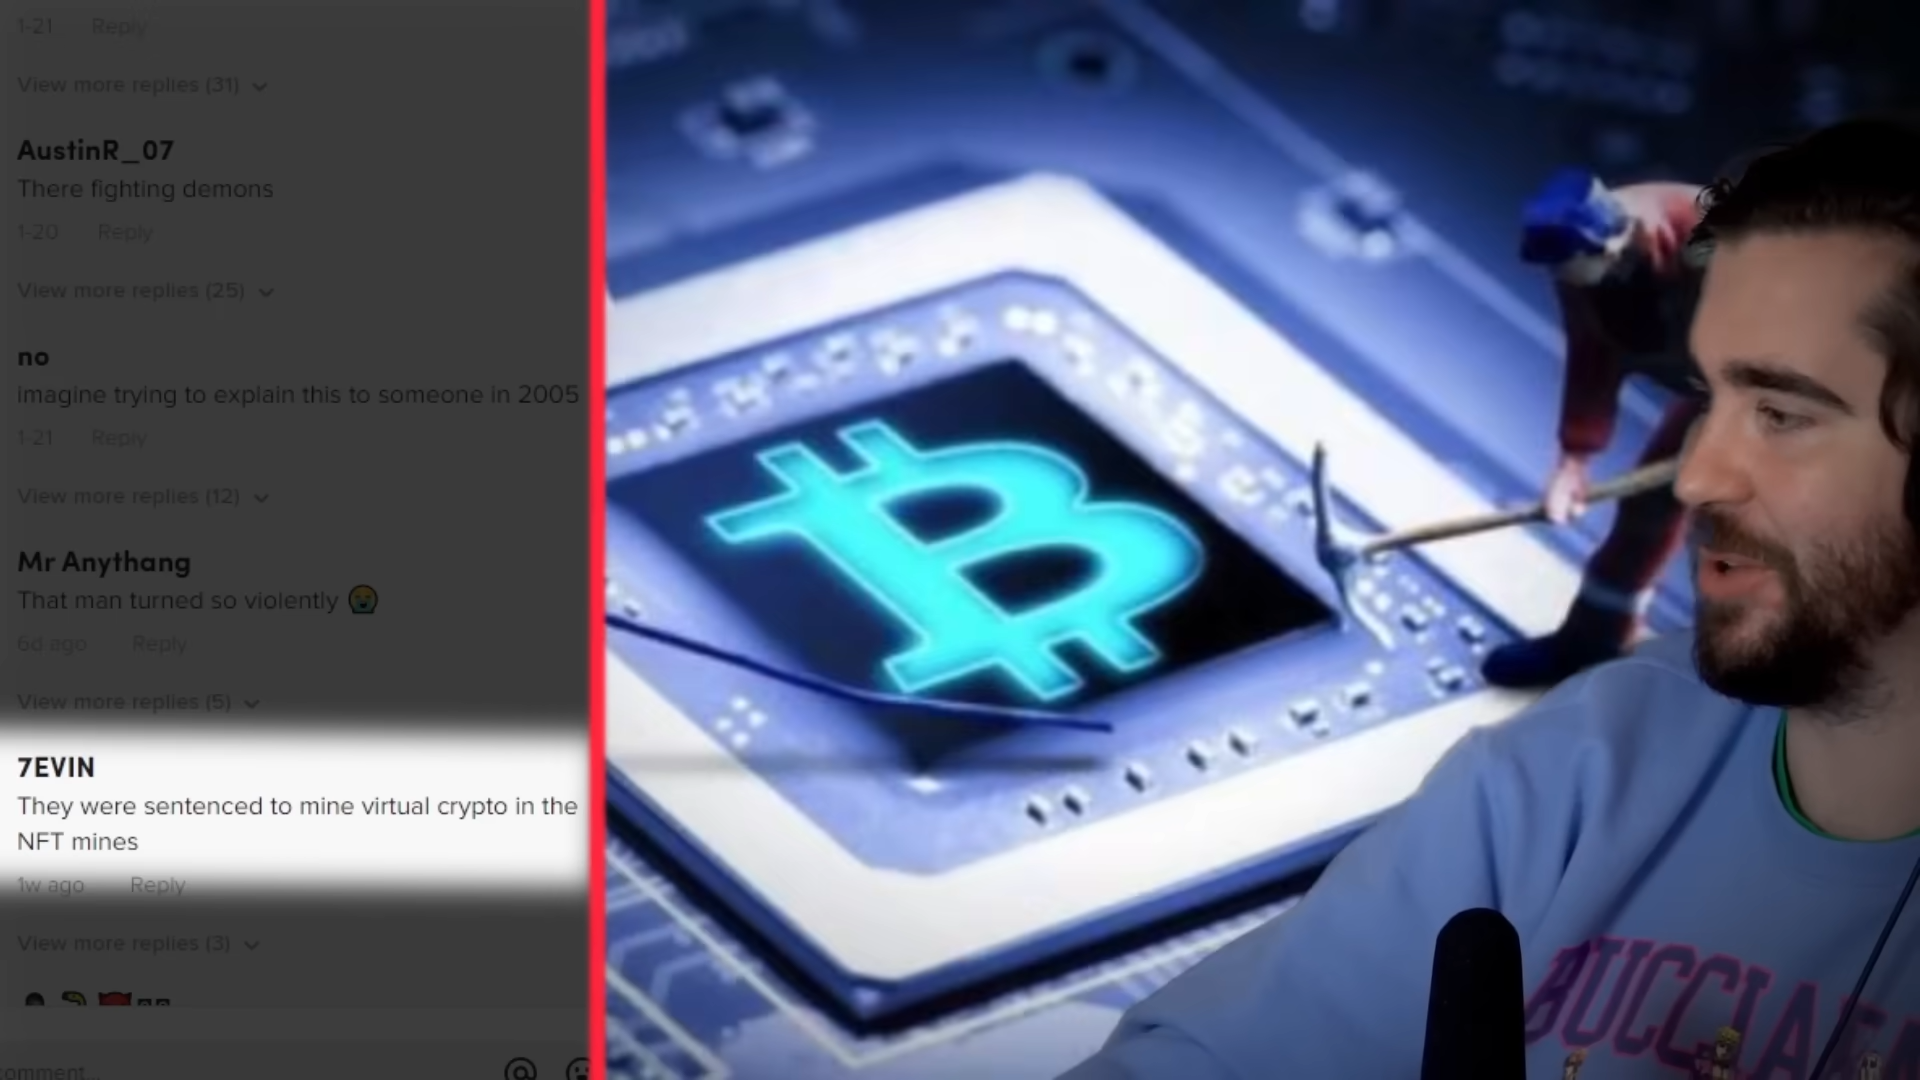 1-21 Reply
View more replies (31)
AustinR_07
There fighting demons
1-20 Reply
View more replies (25)
no
imagine trying to explain this to someone in 2005
1-21 Reply
View more replies (12)
Mr Anythang
That man turned so violently 😭
6d ago Reply
View more replies (5)
7EVIN
They were sentenced to mine virtual crypto in the
NFT mines
1w ago Reply
View more replies (3)
comment...